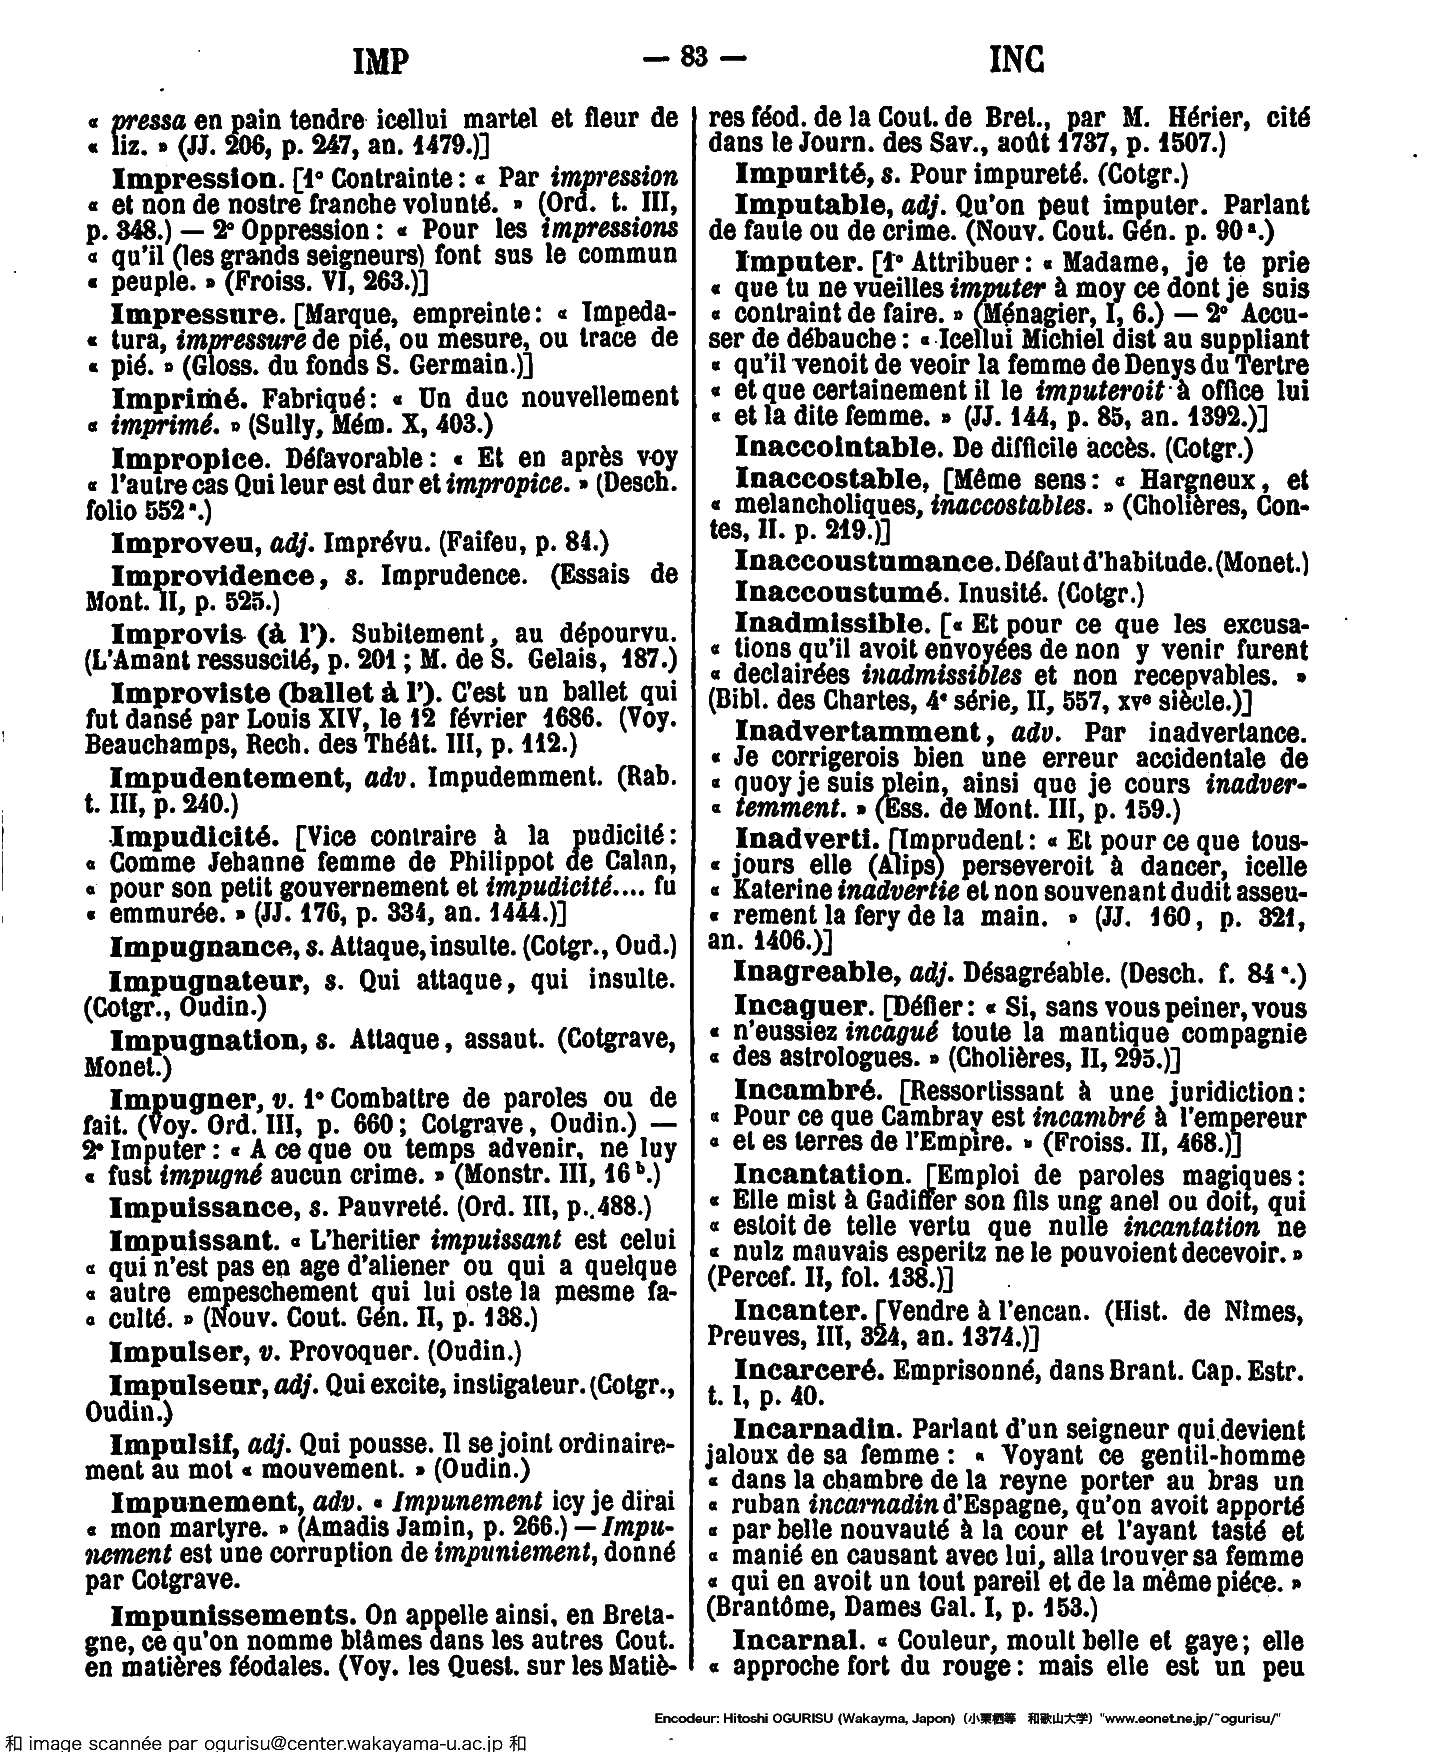 IMP — 83 — INC
« pressa en pain tendre icellui martel et fleur de
« liz. » (JJ. 206, p. 247, an. 1479.)]
Impression. [1° Contrainte : « Par impression
« et non de nostre franche volunté. » (Ord. t. III,
p. 348.) — 2° Oppression : « Pour les impressions
« qu'il (les grands seigneurs) font sus le commun
« peuple. » (Froiss. VI, 263.)]
Impressure. [Marque, empreinte : « Impeda-
« tura, impressure de pié, ou mesure, ou trace de
« pié. » (Gloss. du fonds S. Germain.)]
Imprimé. Fabriqué : « Un duc nouvellement
« imprimé. » (Sully, Mém. X, 403.)
Impropice. Défavorable : « Et en après voy
« l'autre cas Qui leur est dur et impropice. » (Desch.
folio 552 ª.)
Improveu, adj. Imprévu. (Faifeu, p. 84.)
Improvidence, s. Imprudence. (Essais de
Mont. II, p. 525.)
Improvis (à l'). Subitement, au dépourvu.
(L'Amant ressuscité, p. 201 ; M. de S. Gelais, 187.)
Improviste (ballet à l'). C'est un ballet qui
fut dansé par Louis XIV, le 12 février 1686. (Voy.
Beauchamps, Rech. des Théât. III, p. 112.)
Impudentement, adv. Impudemment. (Rab.
t. III, p. 240.)
Impudicité. [Vice contraire à la pudicité :
« Comme Jehanne femme de Philippot de Calan,
« pour son petit gouvernement et impudicité.... fu
« emmurée. » (JJ. 176, p. 334, an. 1444.)]
Impugnance, s. Attaque, insulte. (Cotgr., Oud.)
Impugnateur, s. Qui attaque, qui insulte.
(Cotgr., Oudin.)
Impugnation, s. Attaque, assaut. (Cotgrave,
Monet.)
Impugner, v. 1° Combattre de paroles ou de
fait. (Voy. Ord. III, p. 660 ; Cotgrave, Oudin.) —
2° Imputer : « A ce que ou temps advenir, ne luy
« fust impugné aucun crime. » (Monstr. III, 16 ᵇ.)
Impuissance, s. Pauvreté. (Ord. III, p. 488.)
Impuissant. « L'heritier impuissant est celui
« qui n'est pas en age d'aliener ou qui a quelque
« autre empeschement qui lui oste la mesme fa-
« culté. » (Nouv. Cout. Gén. II, p. 138.)
Impulser, v. Provoquer. (Oudin.)
Impulseur, adj. Qui excite, instigateur. (Cotgr.,
Oudin.)
Impulsif, adj. Qui pousse. Il se joint ordinaire-
ment au mot « mouvement. » (Oudin.)
Impunement, adv. « Impunement icy je dirai
« mon martyre. » (Amadis Jamin, p. 266.) — Impu-
nement est une corruption de impuniement, donné
par Cotgrave.
Impunissements. On appelle ainsi, en Breta-
gne, ce qu'on nomme blâmes dans les autres Cout.
en matières féodales. (Voy. les Quest. sur les Matiè-
res féod. de la Cout. de Bret., par M. Hérier, cité
dans le Journ. des Sav., août 1737, p. 1507.)
Impurité, s. Pour impureté. (Cotgr.)
Imputable, adj. Qu'on peut imputer. Parlant
de faute ou de crime. (Nouv. Cout. Gén. p. 90 ª.)
Imputer. [1° Attribuer : « Madame, je te prie
« que tu ne vueilles imputer à moy ce dont je suis
« contraint de faire. » (Ménagier, I, 6.) — 2° Accu-
ser de débauche : « Icellui Michiel dist au suppliant
« qu'il venoit de veoir la femme de Denys du Tertre
« et que certainement il le imputeroit à office lui
« et la dite femme. » (JJ. 144, p. 85, an. 1392.)]
Inaccointable. De difficile accès. (Cotgr.)
Inaccostable, [Même sens : « Hargneux, et
« melancholiques, inaccostables. » (Cholières, Con-
tes, II. p. 219.)]
Inaccoustumance. Défaut d'habitude. (Monet.)
Inaccoustumé. Inusité. (Cotgr.)
Inadmissible. [« Et pour ce que les excusa-
« tions qu'il avoit envoyées de non y venir furent
« declairées inadmissibles et non recepvables. »
(Bibl. des Chartes, 4e série, II, 557, xve siècle.)]
Inadvertamment, adv. Par inadvertance.
« Je corrigerois bien une erreur accidentale de
« quoy je suis plein, ainsi que je cours inadver-
« temment. » (Ess. de Mont. III, p. 159.)
Inadverti. [Imprudent : « Et pour ce que tous-
« jours elle (Alips) perseveroit à dancer, icelle
« Katerine inadvertie et non souvenant dudit asseu-
« rement la fery de la main. » (JJ. 160, p. 321,
an. 1406.)]
Inagreable, adj. Désagréable. (Desch. f. 84 ª.)
Incaguer. [Défier : « Si, sans vous peiner, vous
« n'eussiez incagué toute la mantique compagnie
« des astrologues. » (Cholières, II, 295.)]
Incambré. [Ressortissant à une juridiction :
« Pour ce que Cambray est incambré à l'empereur
« et es terres de l'Empire. » (Froiss. II, 468.)]
Incantation. [Emploi de paroles magiques :
« Elle mist à Gadiffer son fils ung anel ou doit, qui
« estoit de telle vertu que nulle incantation ne
« nulz mauvais esperitz ne le pouvoient decevoir. »
(Percef. II, fol. 138.)]
Incanter. [Vendre à l'encan. (Hist. de Nîmes,
Preuves, III, 324, an. 1374.)]
Incarceré. Emprisonné, dans Brant. Cap. Estr.
t. I, p. 40.
Incarnadin. Parlant d'un seigneur qui devient
jaloux de sa femme : « Voyant ce gentil-homme
« dans la chambre de la reyne porter au bras un
« ruban incarnadin d'Espagne, qu'on avoit apporté
« par belle nouvauté à la cour et l'ayant tasté et
« manié en causant avec lui, alla trouver sa femme
« qui en avoit un tout pareil et de la même piéce. »
(Brantôme, Dames Gal. I, p. 153.)
Incarnal. « Couleur, moult belle et gaye ; elle
« approche fort du rouge : mais elle est un peu
Encodeur: Hitoshi OGURISU (Wakayma, Japon) (小栗栖等 和歌山大学) "www.eonet.ne.jp/~ogurisu/"
和 image scannée par ogurisu@center.wakayama-u.ac.jp 和